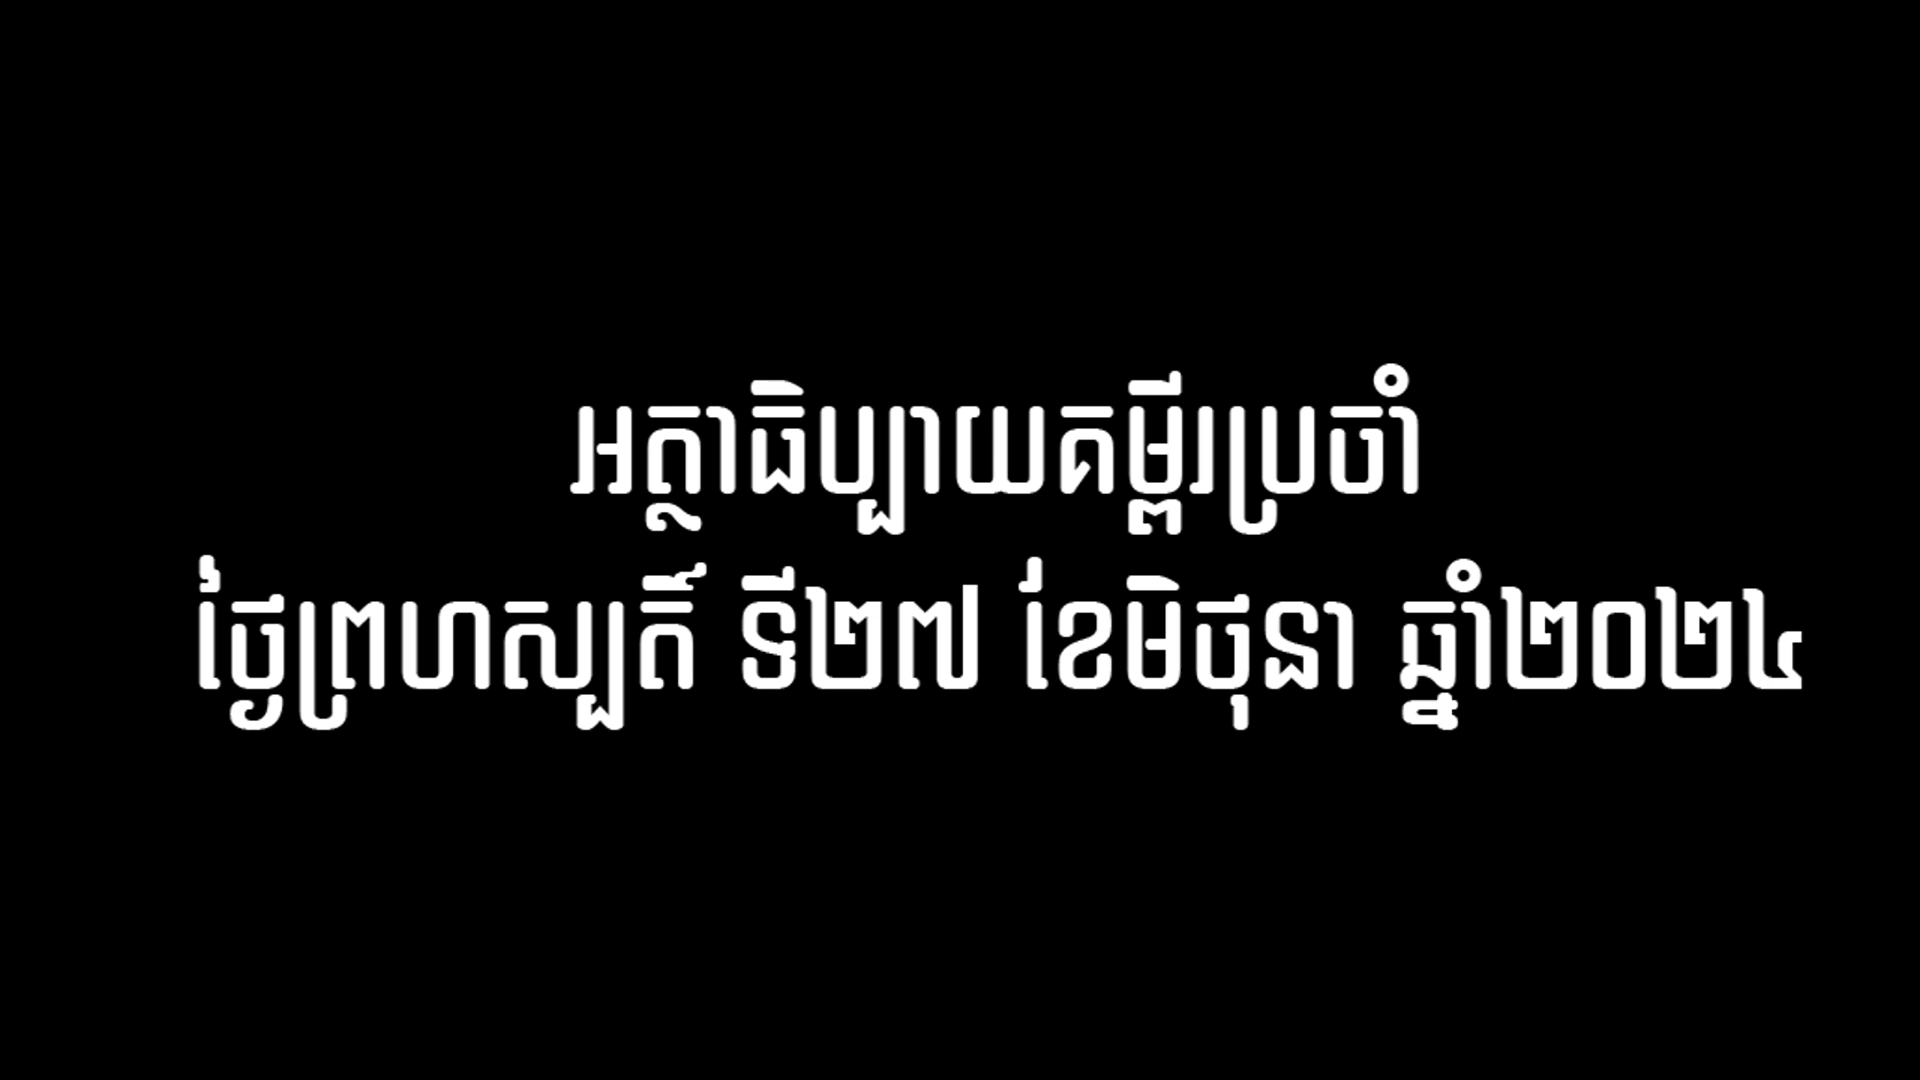 អត្ថាធិប្បាយគម្ពីរប្រចាំ
ថ្ងៃព្រហស្បតិ៍ ទី២៧ ខែមិថុនា ឆ្នាំ២០២៤